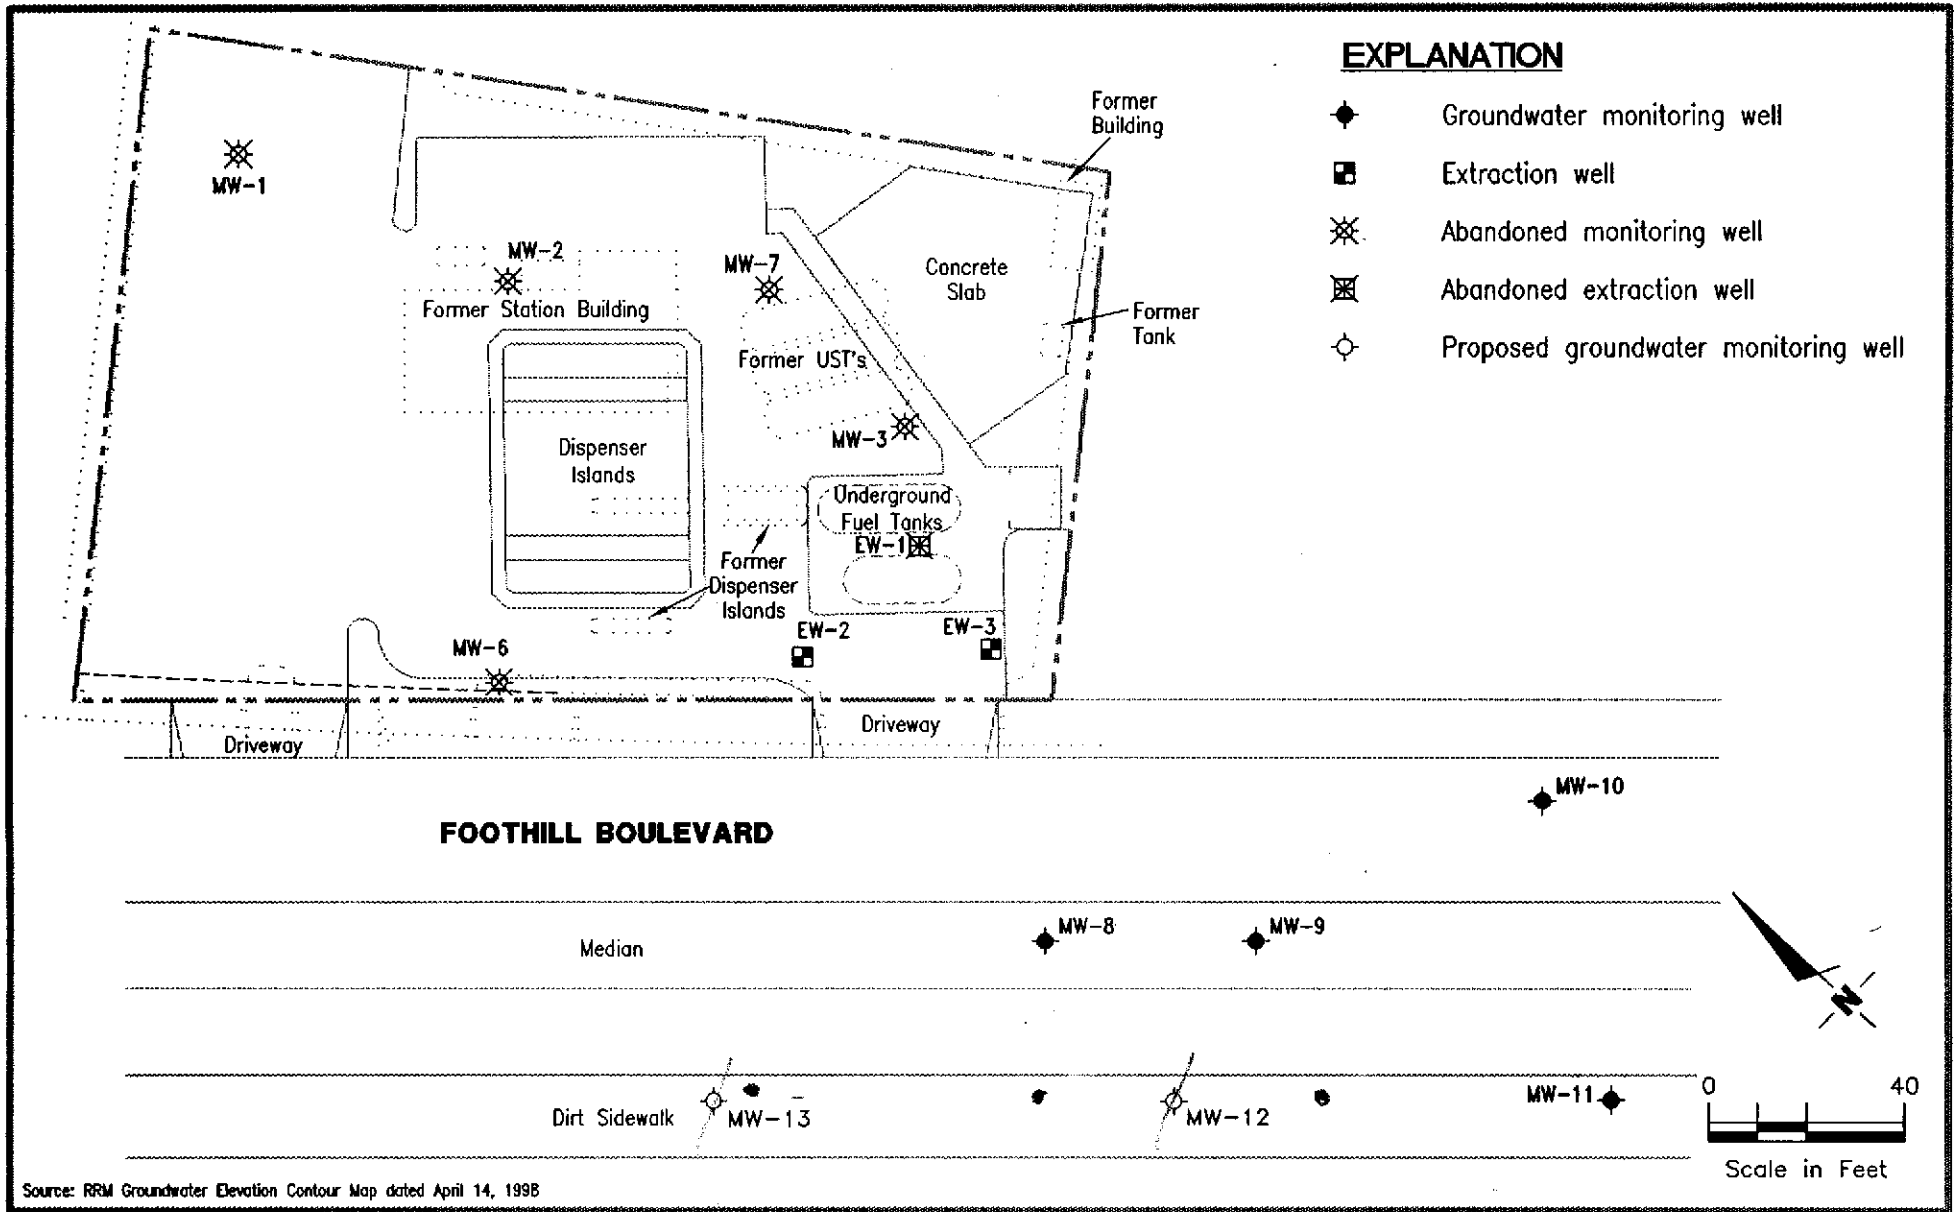 EXPLANATION
Groundwater monitoring well
Extraction well
Abandoned monitoring well
Abandoned extraction well
Proposed groundwater monitoring well
Former
Building
MW-1
MW-2
MW-7
Concrete
Slab
Former Station Building
Former
Tank
Former UST's
MW-3
Dispenser
Islands
Underground
Fuel Tanks
EW-1
Former
Dispenser
Islands
EW-2
EW-3
MW-6
Driveway
Driveway
MW-10
FOOTHILL BOULEVARD
MW-8
MW-9
Median
N
0 40
Scale in Feet
MW-11
Dirt Sidewalk
MW-13
MW-12
Source: RRM Groundwater Elevation Contour Map dated April 14, 1998